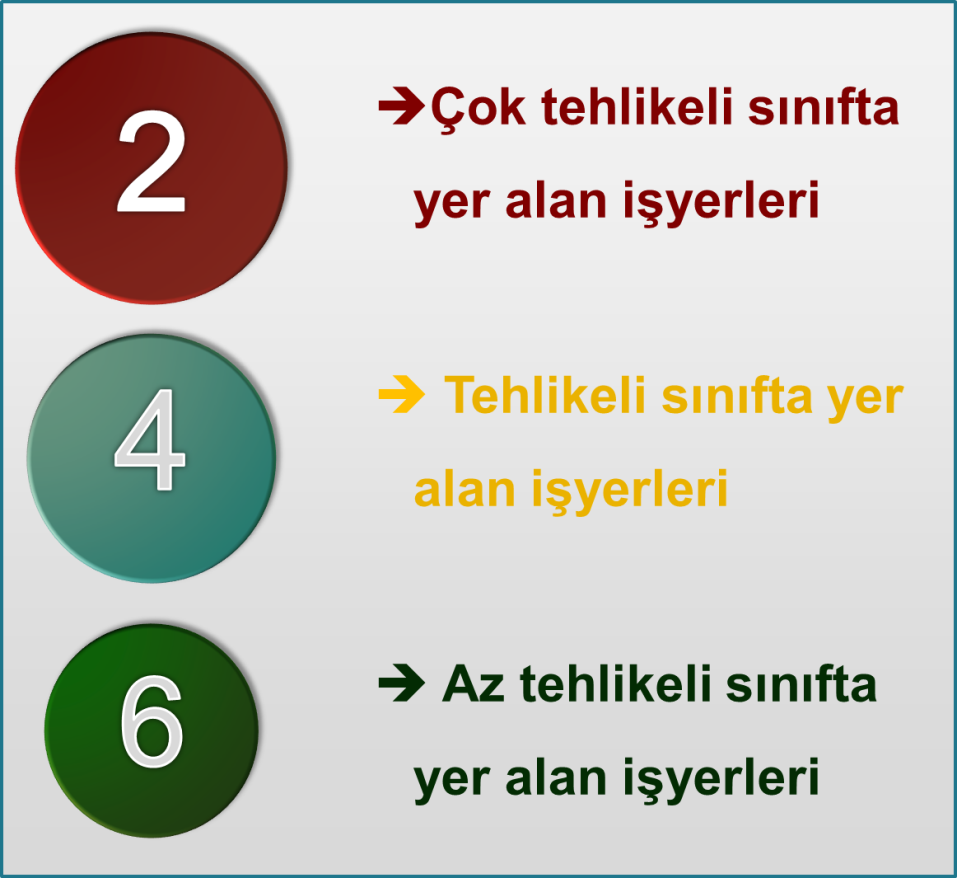 2
➔Çok tehlikeli sınıfta
yer alan işyerleri
4
➔ Tehlikeli sınıfta yer
alan işyerleri
6
➔ Az tehlikeli sınıfta
yer alan işyerleri